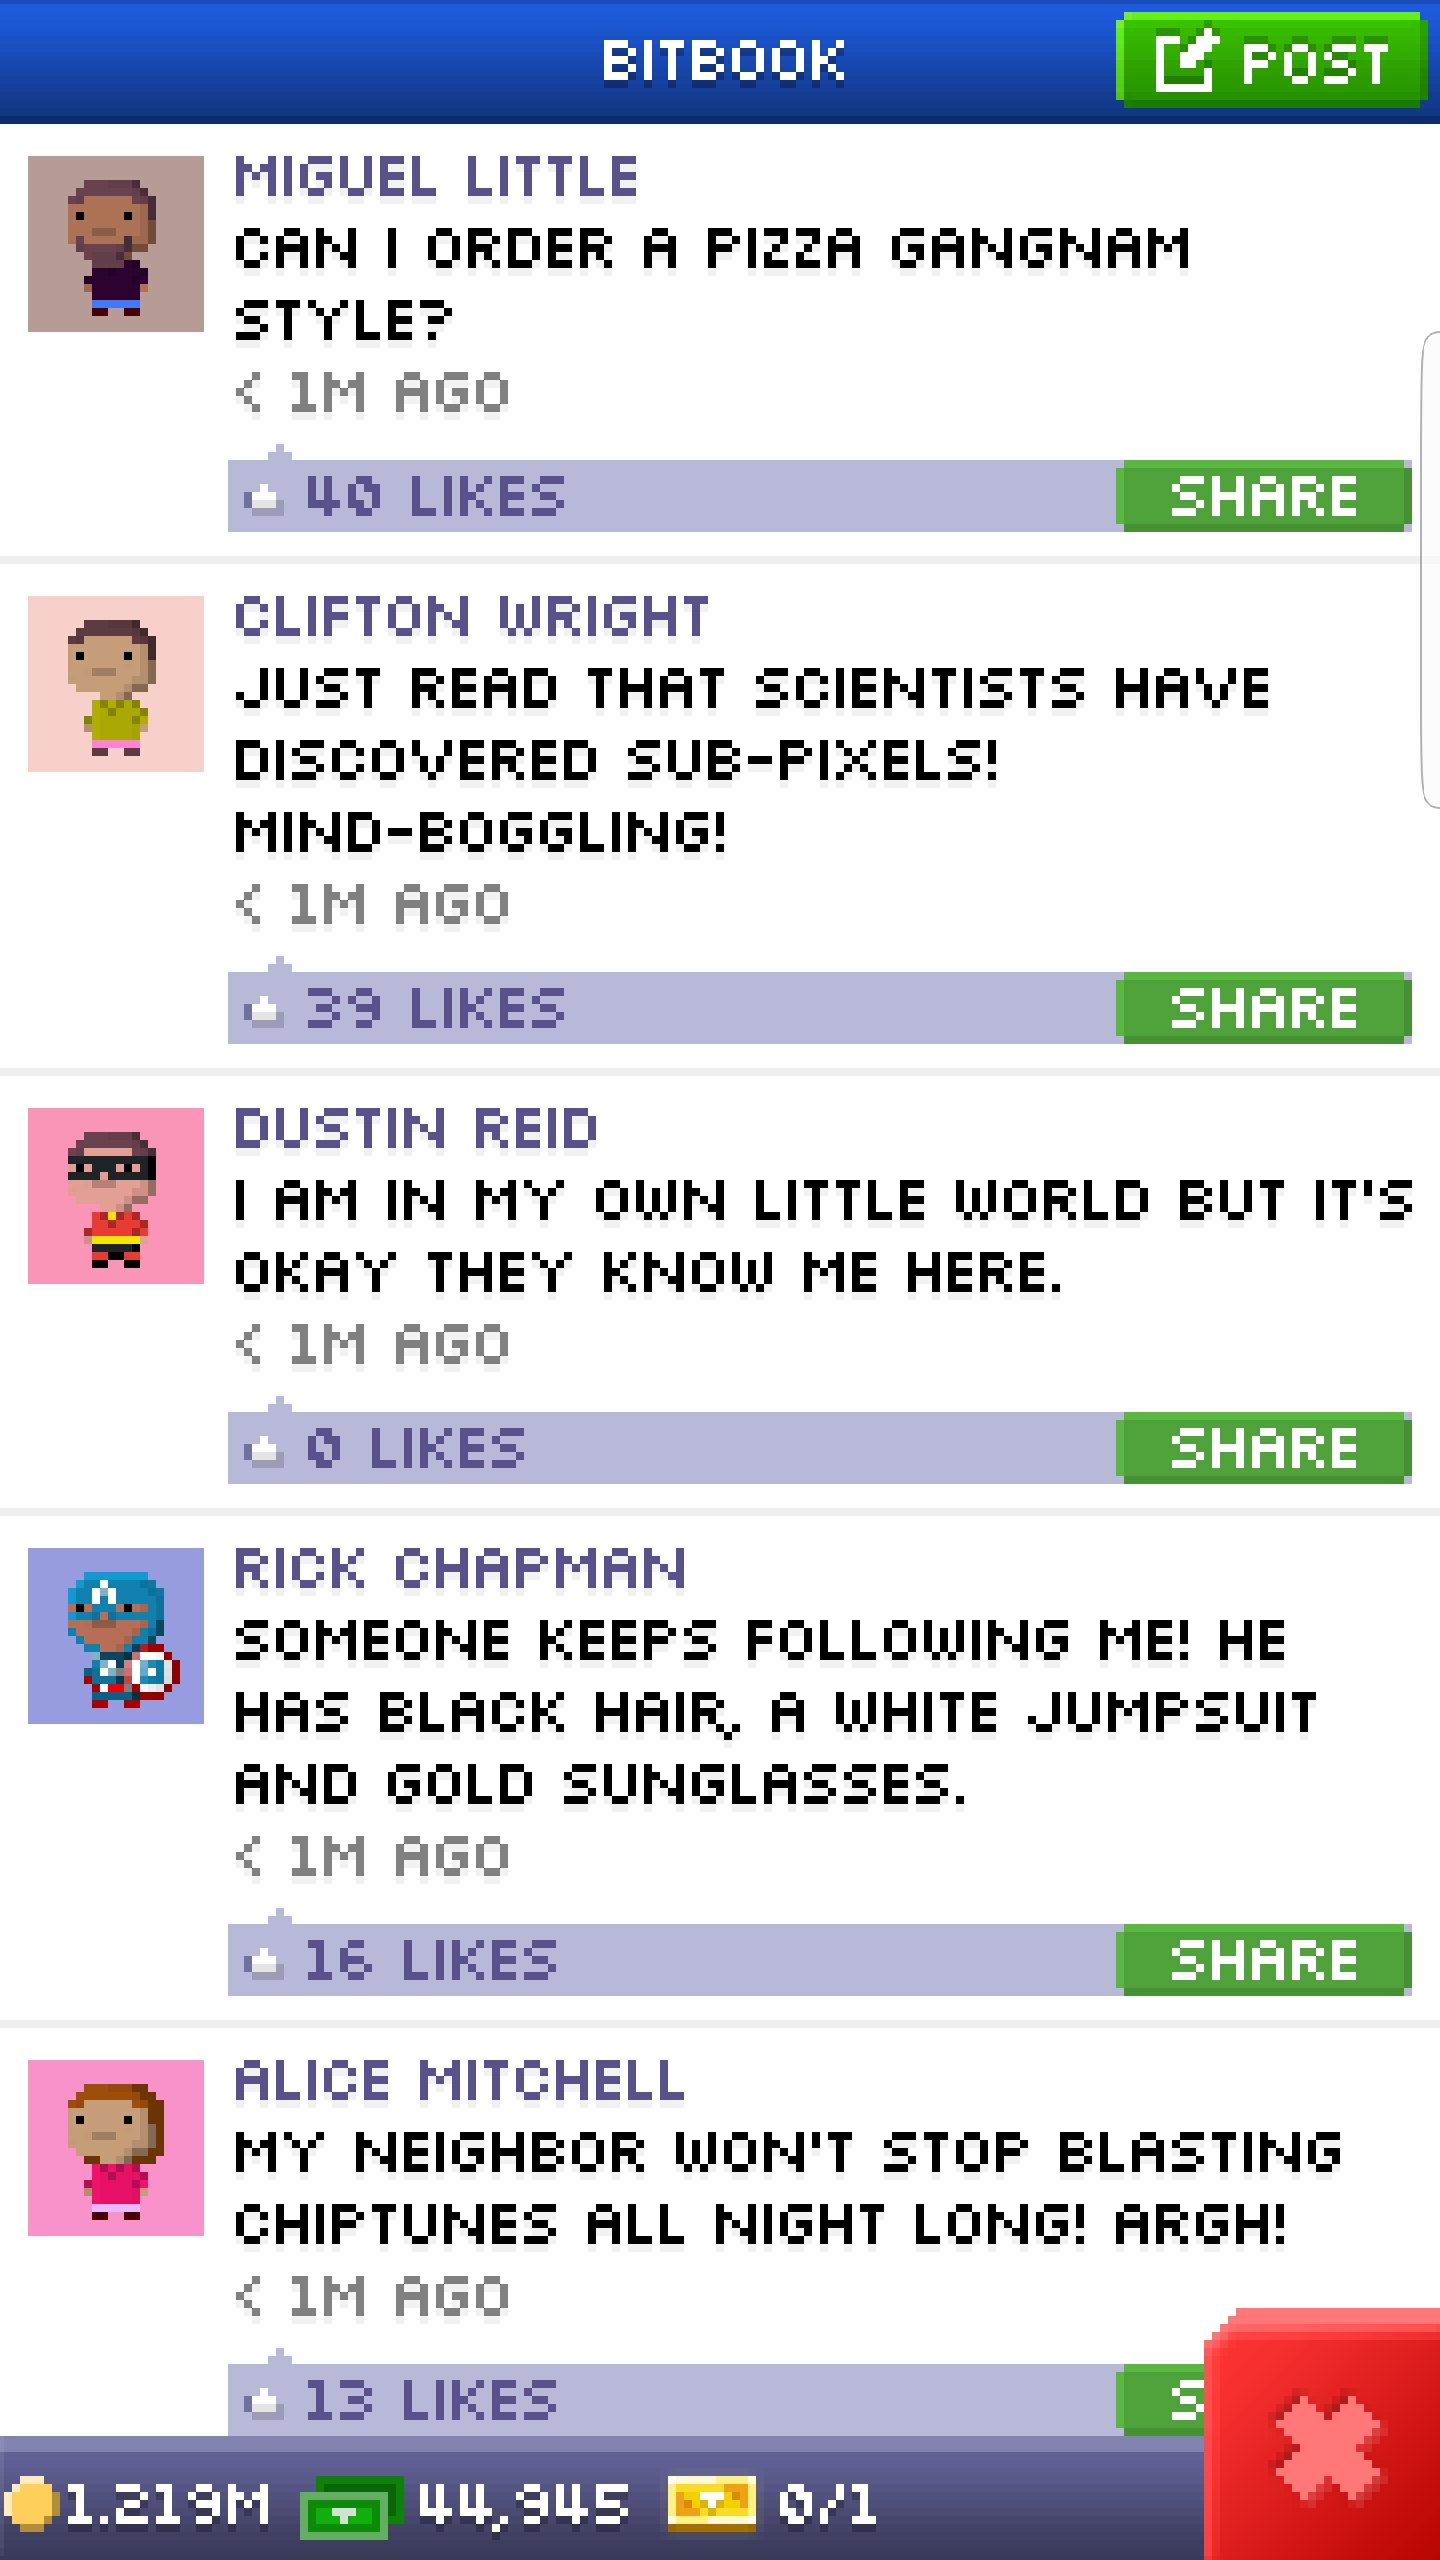 BITBOOK
POST
MIGUEL LITTLE
CAN I ORDER A PIZZA GANGNAM
STYLE?
< 1M AGO
40 LIKES
SHARE
CLIFTON WRIGHT
JUST READ THAT SCIENTISTS HAVE
DISCOVERED SUB-PIXELS!
MIND-BOGGLING!
< 1M AGO
39 LIKES
SHARE
DUSTIN REID
I AM IN MY OWN LITTLE WORLD BUT IT'S
OKAY THEY KNOW ME HERE.
< 1M AGO
0 LIKES
SHARE
RICK CHAPMAN
SOMEONE KEEPS FOLLOWING ME! HE
HAS BLACK HAIR, A WHITE JUMPSUIT
AND GOLD SUNGLASSES.
< 1M AGO
16 LIKES
SHARE
ALICE MITCHELL
MY NEIGHBOR WON'T STOP BLASTING
CHIPTUNES ALL NIGHT LONG! ARGH!
< 1M AGO
13 LIKES
S
1.219M
44,945
0/1